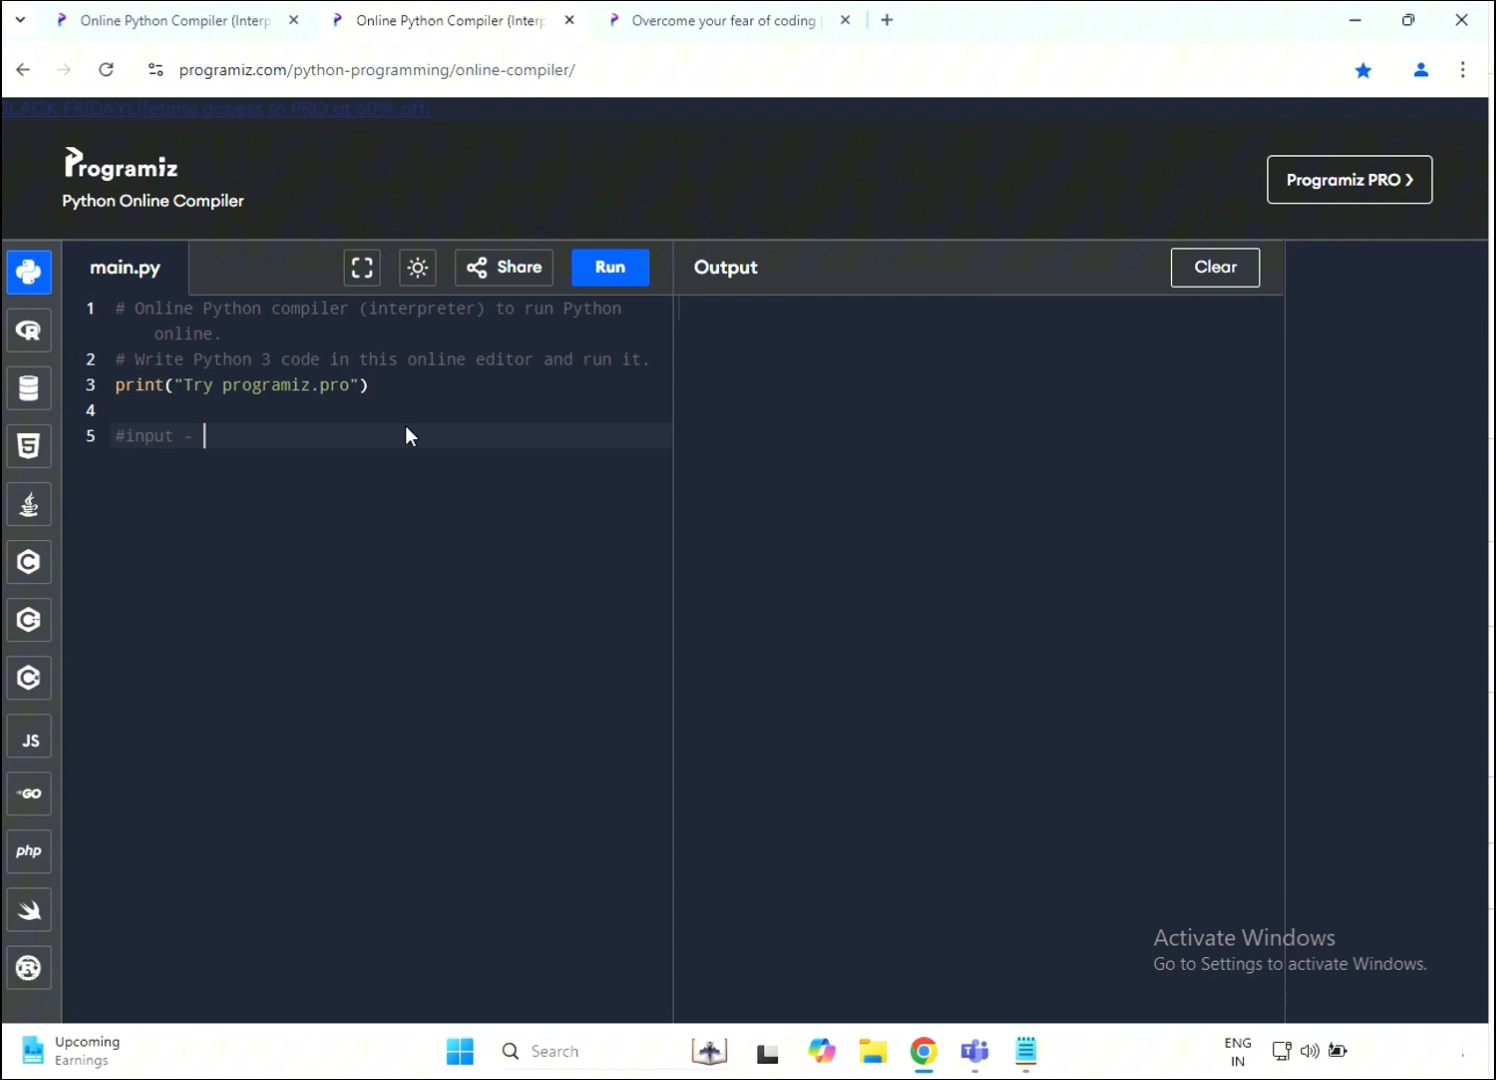 Online Python Compiler (Interp
Online Python Compiler (Interp
Overcome your fear of coding
programiz.com/python-programming/online-compiler/
BLACK FRIDAY Lifetime access to PRO at 60% off!
Programiz
Python Online Compiler
Programiz PRO >
main.py
Share
Run
Output
Clear
1 # Online Python compiler (interpreter) to run Python
online.
2 # Write Python 3 code in this online editor and run it.
3 print("Try programiz.pro")
4
5 #input -
JS
GO
php
Activate Windows
Go to Settings to activate Windows.
Upcoming
Earnings
Search
ENG
IN